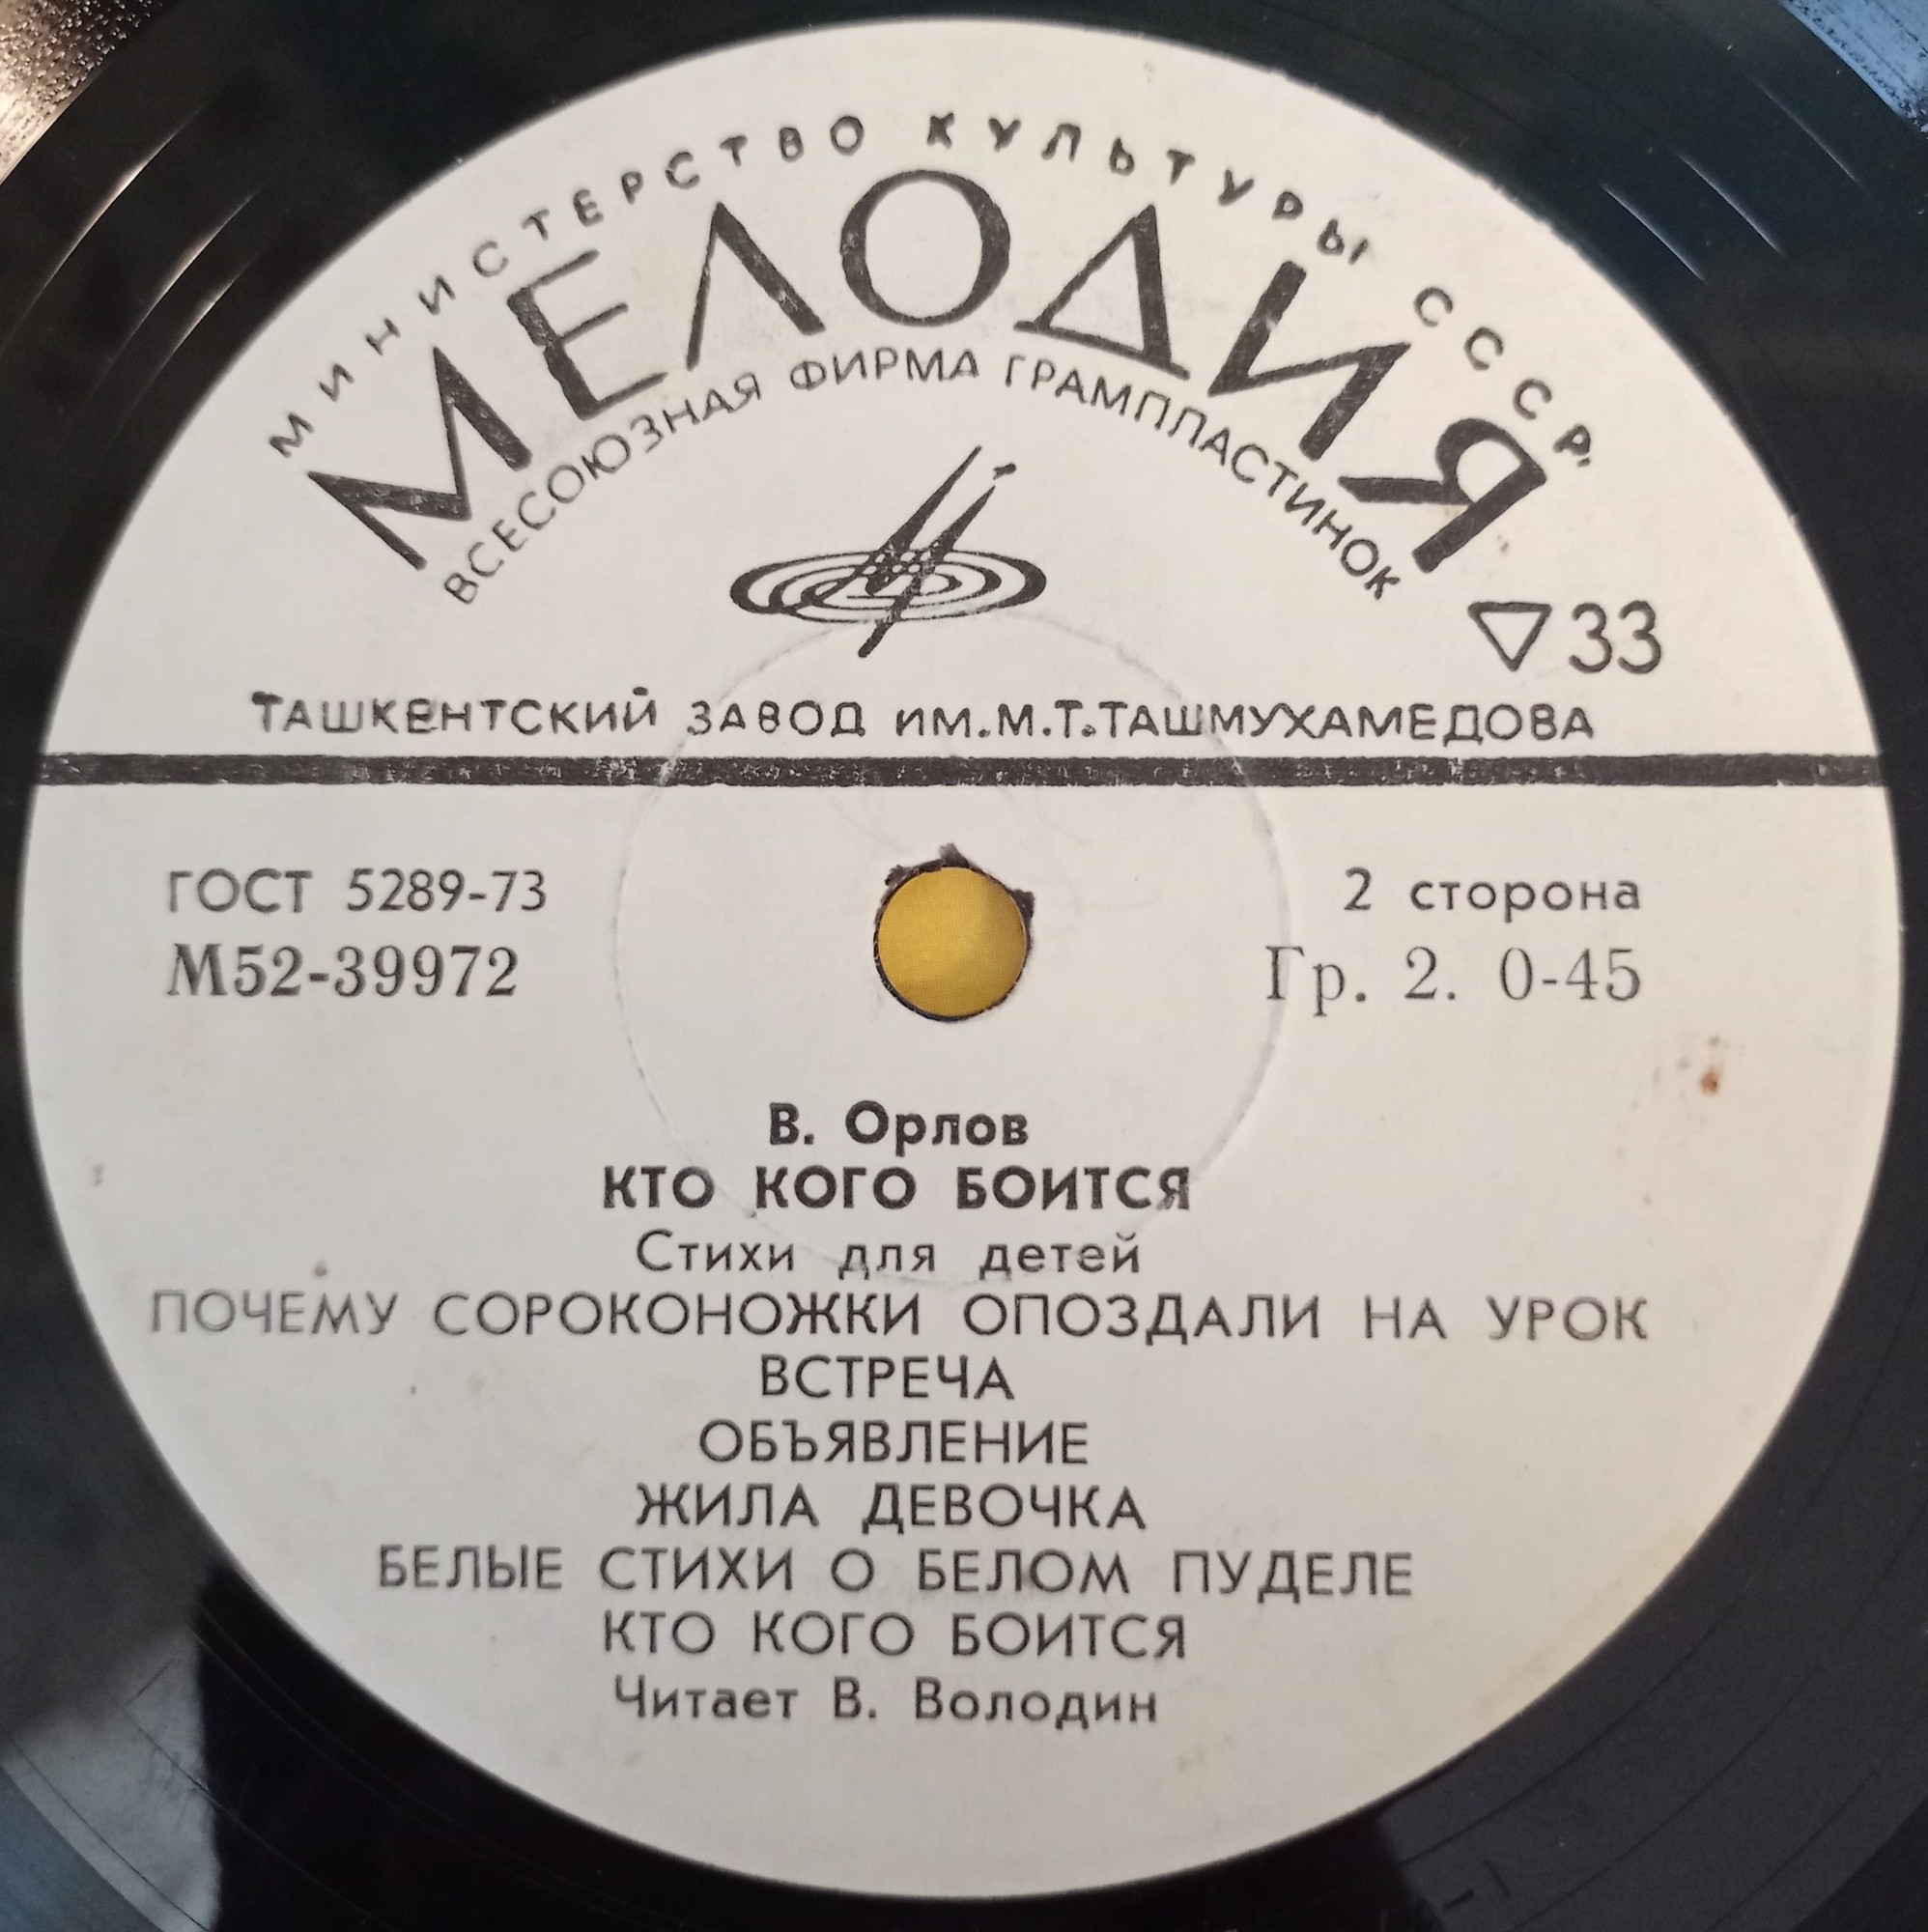 МИНИСТЕРСТВО КУЛЬТУРЫ СССР.
МЕЛОДИЯ
ВСЕСОЮЗНАЯ ФИРМА ГРАМПЛАСТИНОК
33
ТАШКЕНТСКИЙ ЗАВОД ИМ.М.Т.ТАШМУХАМЕДОВА
ГОСТ 5289-73
2 сторона
М52-39972
Гр. 2. 0-45
В. Орлов
КТО КОГО БОИТСЯ
Стихи для детей
ПОЧЕМУ СОРОКОНОЖКИ ОПОЗДАЛИ НА УРОК
ВСТРЕЧА
ОБЪЯВЛЕНИЕ
ЖИЛА ДЕВОЧКА
БЕЛЫЕ СТИХИ О БЕЛОМ ПУДЕЛЕ
КТО КОГО БОИТСЯ
Читает В. Володин